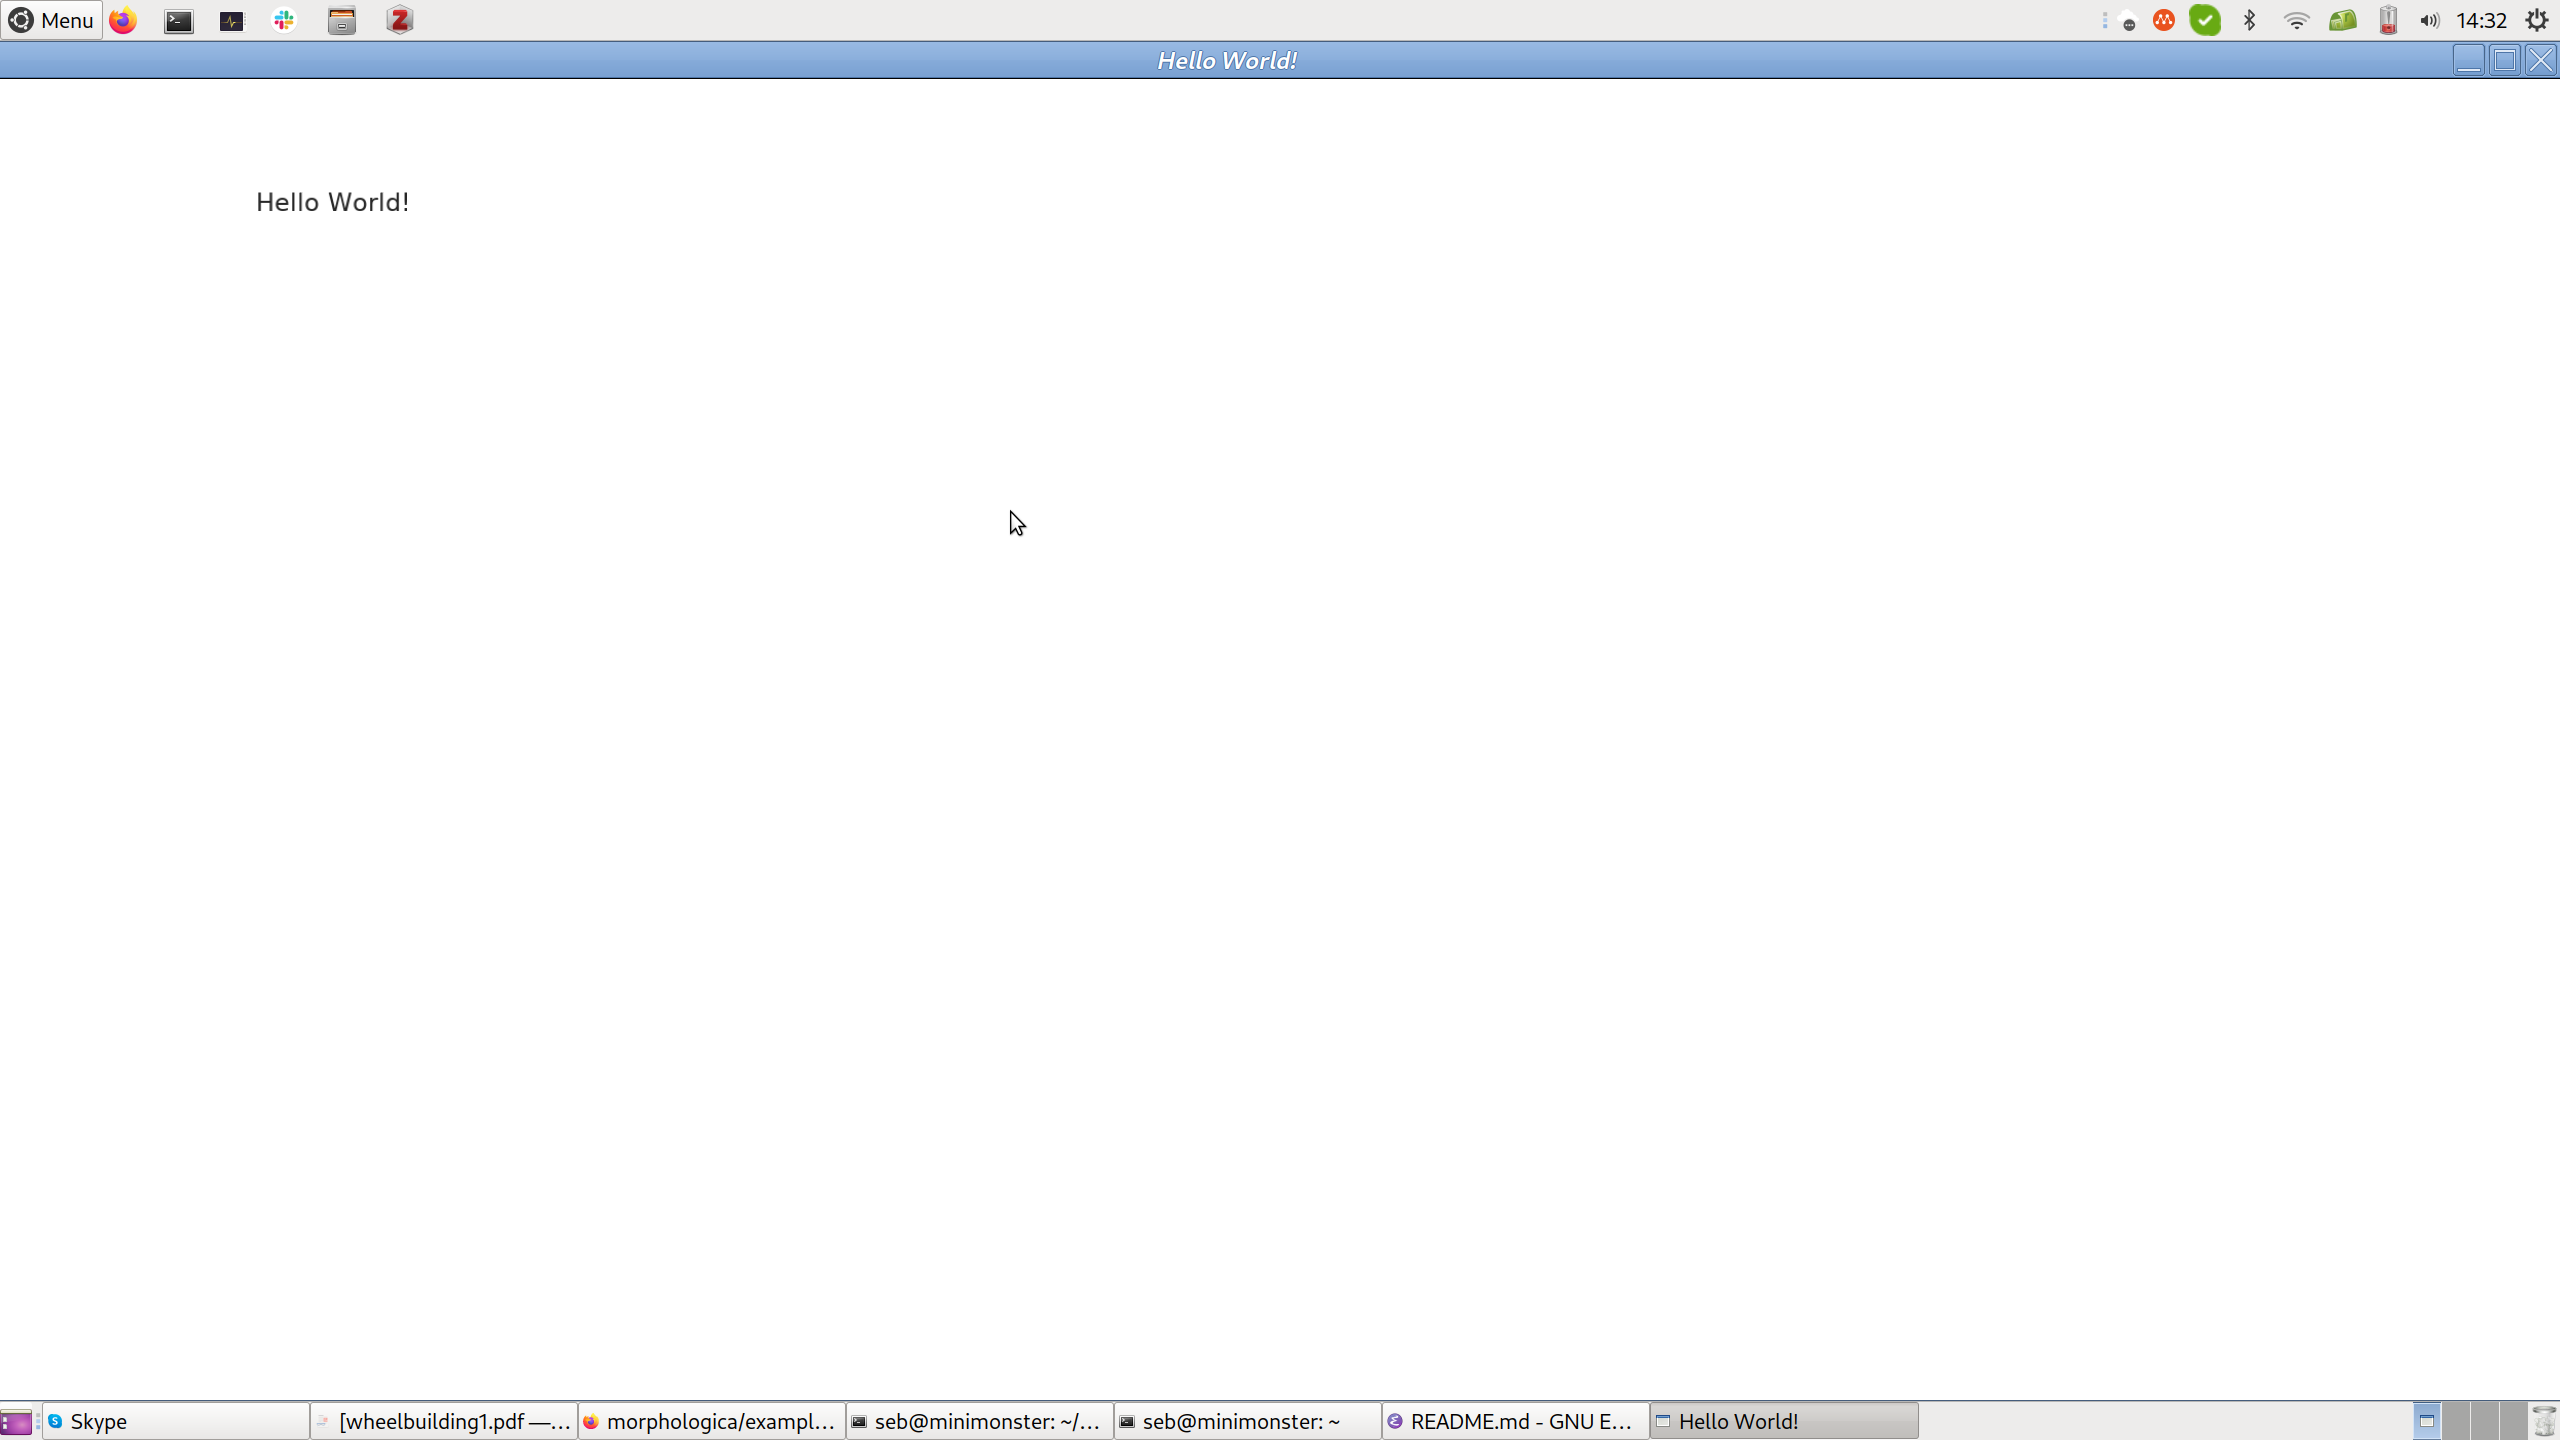 Menu 14:32
Hello World!
Hello World!
Skype [wheelbuilding1.pdf —... morphologica/exampl... seb@minimonster: ~/... seb@minimonster: ~ README.md - GNU E... Hello World!